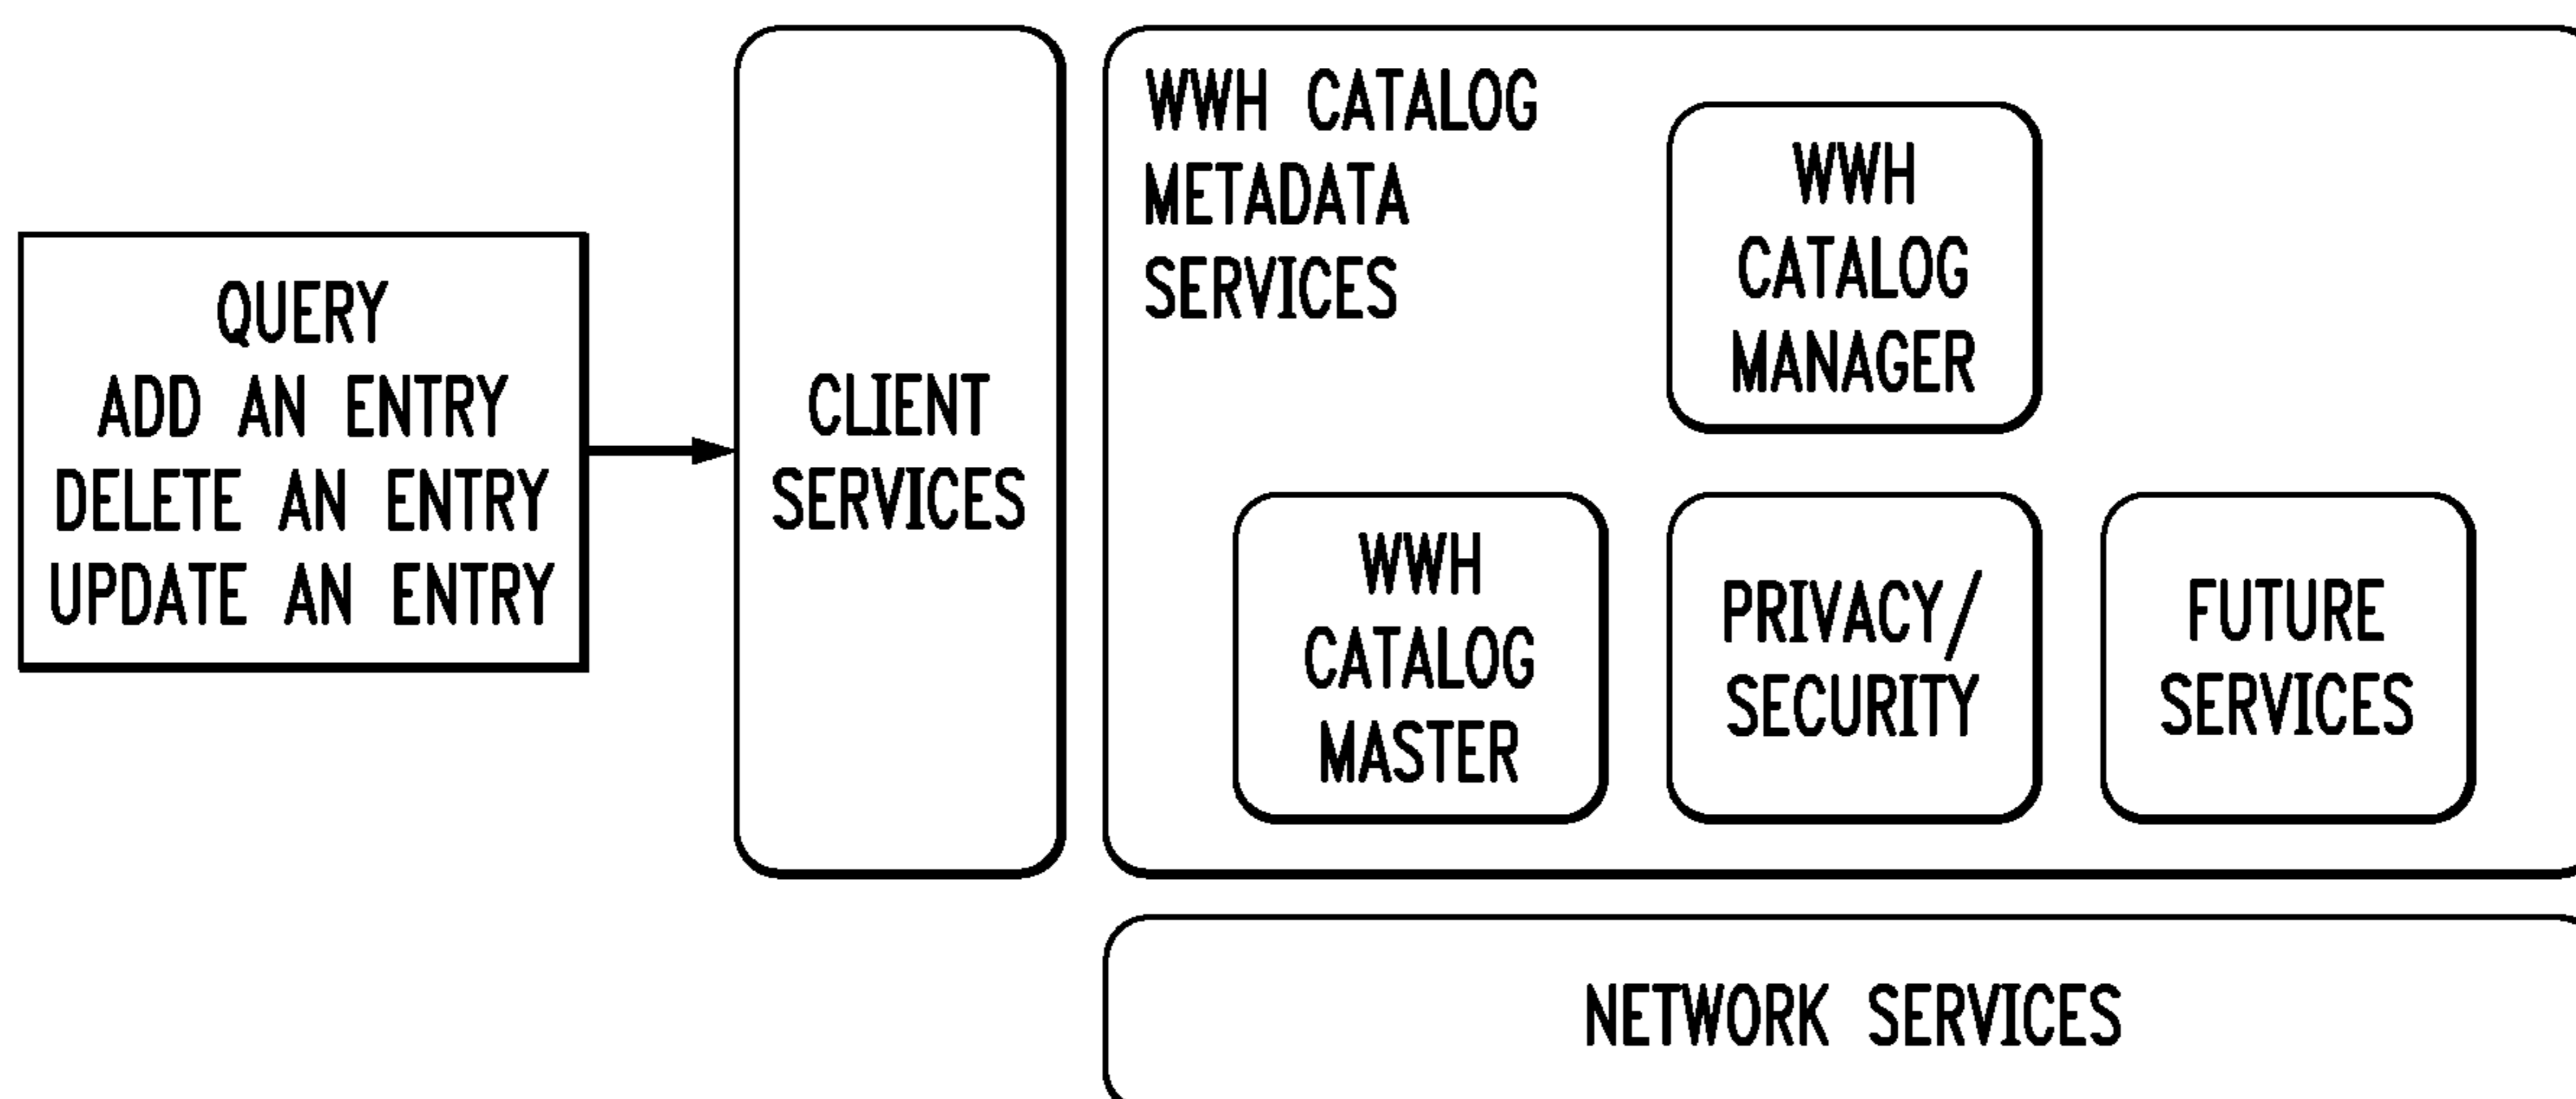 QUERY
ADD AN ENTRY
DELETE AN ENTRY
UPDATE AN ENTRY
CLIENT
SERVICES
WWH CATALOG
METADATA
SERVICES
WWH
CATALOG
MANAGER
WWH
CATALOG
MASTER
PRIVACY/
SECURITY
FUTURE
SERVICES
NETWORK SERVICES